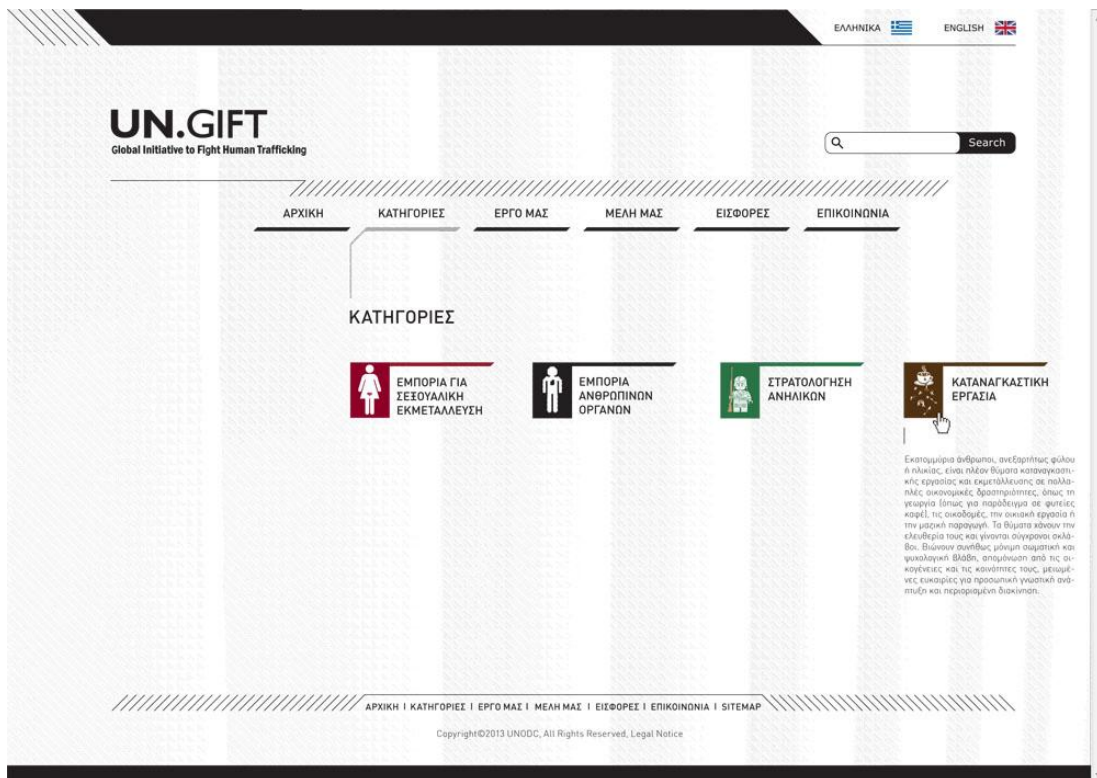 ΕΛΛΗΝΙΚΑ ENGLISH
UN.GIFT
Global Initiative to Fight Human Trafficking
Search
ΑΡΧΙΚΗ ΚΑΤΗΓΟΡΙΕΣ ΕΡΓΟ ΜΑΣ ΜΕΛΗ ΜΑΣ ΕΙΣΦΟΡΕΣ ΕΠΙΚΟΙΝΩΝΙΑ
ΚΑΤΗΓΟΡΙΕΣ
ΕΜΠΟΡΙΑ ΓΙΑ
ΣΕΞΟΥΑΛΙΚΗ
ΕΚΜΕΤΑΛΛΕΥΣΗ
ΕΜΠΟΡΙΑ
ΑΝΘΡΩΠΙΝΩΝ
ΟΡΓΑΝΩΝ
ΣΤΡΑΤΟΛΟΓΗΣΗ
ΑΝΗΛΙΚΩΝ
ΚΑΤΑΝΑΓΚΑΣΤΙΚΗ
ΕΡΓΑΣΙΑ
Εκατομμύρια άνθρωποι, ανεξαρτήτως φύλου
ή ηλικίας, είναι πλέον θύματα καταναγκαστι-
κής εργασίας και εκμετάλλευσης σε πολλα-
πλές οικονομικές δραστηριότητες, όπως τη
γεωργία (όπως για παράδειγμα σε φυτείες
καφέ), τις οικοδομές, την οικιακή εργασία ή
την μαζική παραγωγή. Τα θύματα χάνουν την
ελευθερία τους και γίνονται σύγχρονοι σκλά-
βοι. Βιώνουν συνήθως μόνιμη σωματική και
ψυχολογική βλάβη, απομόνωση από τις οι-
κογένειες και τις κοινότητες τους, μειωμέ-
νες ευκαιρίες για προσωπική γνωστική ανά-
πτυξη και περιορισμένη διακίνηση.
ΑΡΧΙΚΗ | ΚΑΤΗΓΟΡΙΕΣ | ΕΡΓΟ ΜΑΣ | ΜΕΛΗ ΜΑΣ | ΕΙΣΦΟΡΕΣ | ΕΠΙΚΟΙΝΩΝΙΑ | SITEMAP
Copyright©2013 UNODC, All Rights Reserved, Legal Notice